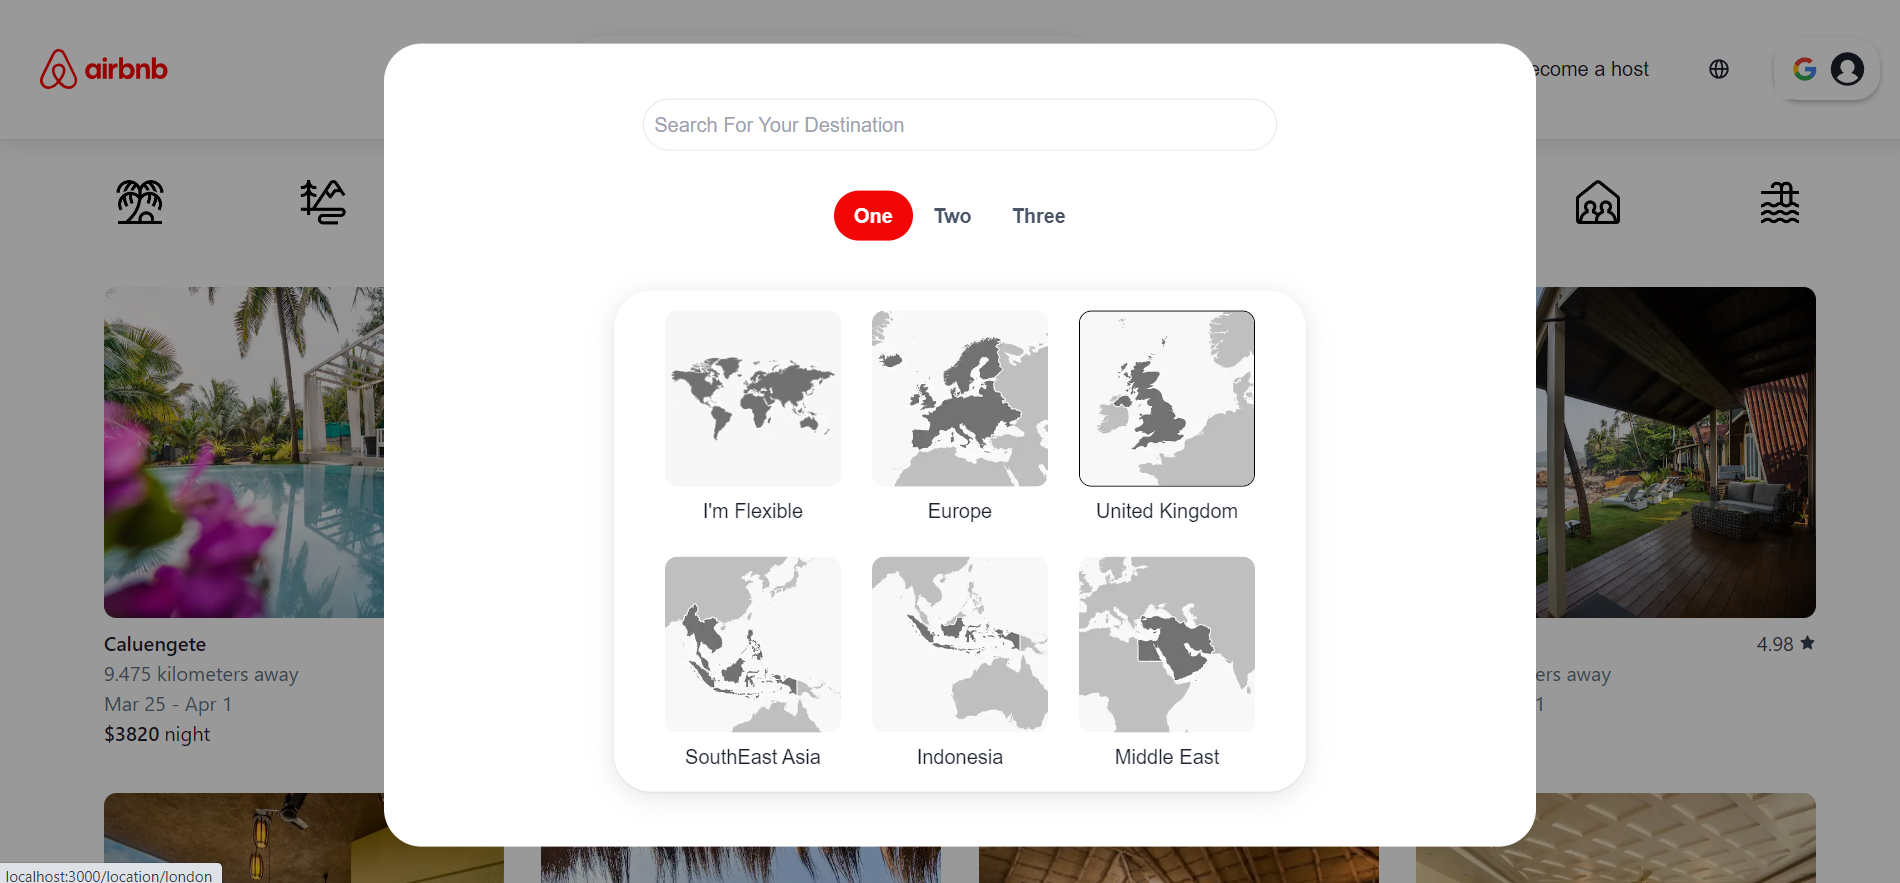 airbnb
ecome a host
Search For Your Destination
One Two Three
I'm Flexible
Europe
United Kingdom
SouthEast Asia
Indonesia
Middle East
Caluengete
9.475 kilometers away
Mar 25 - Apr 1
$3820 night
4.98
ers away
1
localhost:3000/location/london